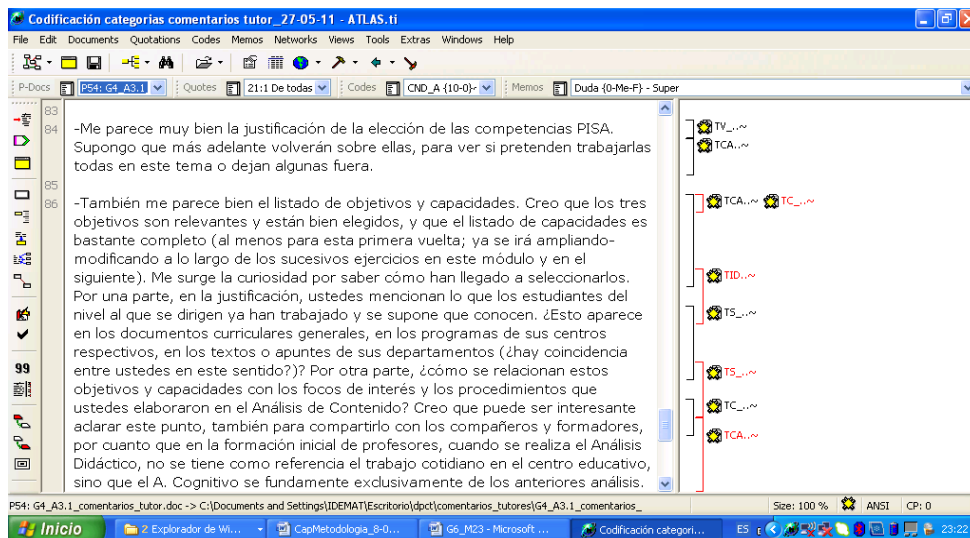 Codificación categorias comentarios tutor_27-05-11 - ATLAS.ti
File Edit Documents Quotations Codes Memos Networks Views Tools Extras Windows Help
P-Docs P54: G4_A3.1 Quotes 21:1 De todas Codes CND_A {10-0}- Memos Duda {0-Me-F} - Super
83
84 -Me parece muy bien la justificación de la elección de las competencias PISA.
Supongo que más adelante volverán sobre ellas, para ver si pretenden trabajarlas
todas en este tema o dejan algunas fuera.
85
86 -También me parece bien el listado de objetivos y capacidades. Creo que los tres
objetivos son relevantes y están bien elegidos, y que el listado de capacidades es
bastante completo (al menos para esta primera vuelta; ya se irá ampliando-
modificando a lo largo de los sucesivos ejercicios en este módulo y en el
siguiente). Me surge la curiosidad por saber cómo han llegado a seleccionarlos.
Por una parte, en la justificación, ustedes mencionan lo que los estudiantes del
nivel al que se dirigen ya han trabajado y se supone que conocen. ¿Esto aparece
en los documentos curriculares generales, en los programas de sus centros
respectivos, en los textos o apuntes de sus departamentos (¿hay coincidencia
entre ustedes en este sentido?)? Por otra parte, ¿cómo se relacionan estos
objetivos y capacidades con los focos de interés y los procedimientos que
ustedes elaboraron en el Análisis de Contenido? Creo que puede ser interesante
aclarar este punto, también para compartirlo con los compañeros y formadores,
por cuanto que en la formación inicial de profesores, cuando se realiza el Análisis
Didáctico, no se tiene como referencia el trabajo cotidiano en el centro educativo,
sino que el A. Cognitivo se fundamente exclusivamente de los anteriores análisis.
TV_..~
TCA..~
TCA..~ TC_..~
TID..~
TS_..~
TS_..~
TC_..~
TCA..~
99
P54: G4_A3.1_comentarios_tutor.doc -> C:\Documents and Settings\IDEMAT\Escritorio\dpct\comentarios_tutores\G4_A3.1_comentarios_ Size: 100 % ANSI CP: 0
Inicio 2 Explorador de Wi... CapMetodologia_8-0... G6_M23 - Microsoft ... Codificación categori... ES 23:22